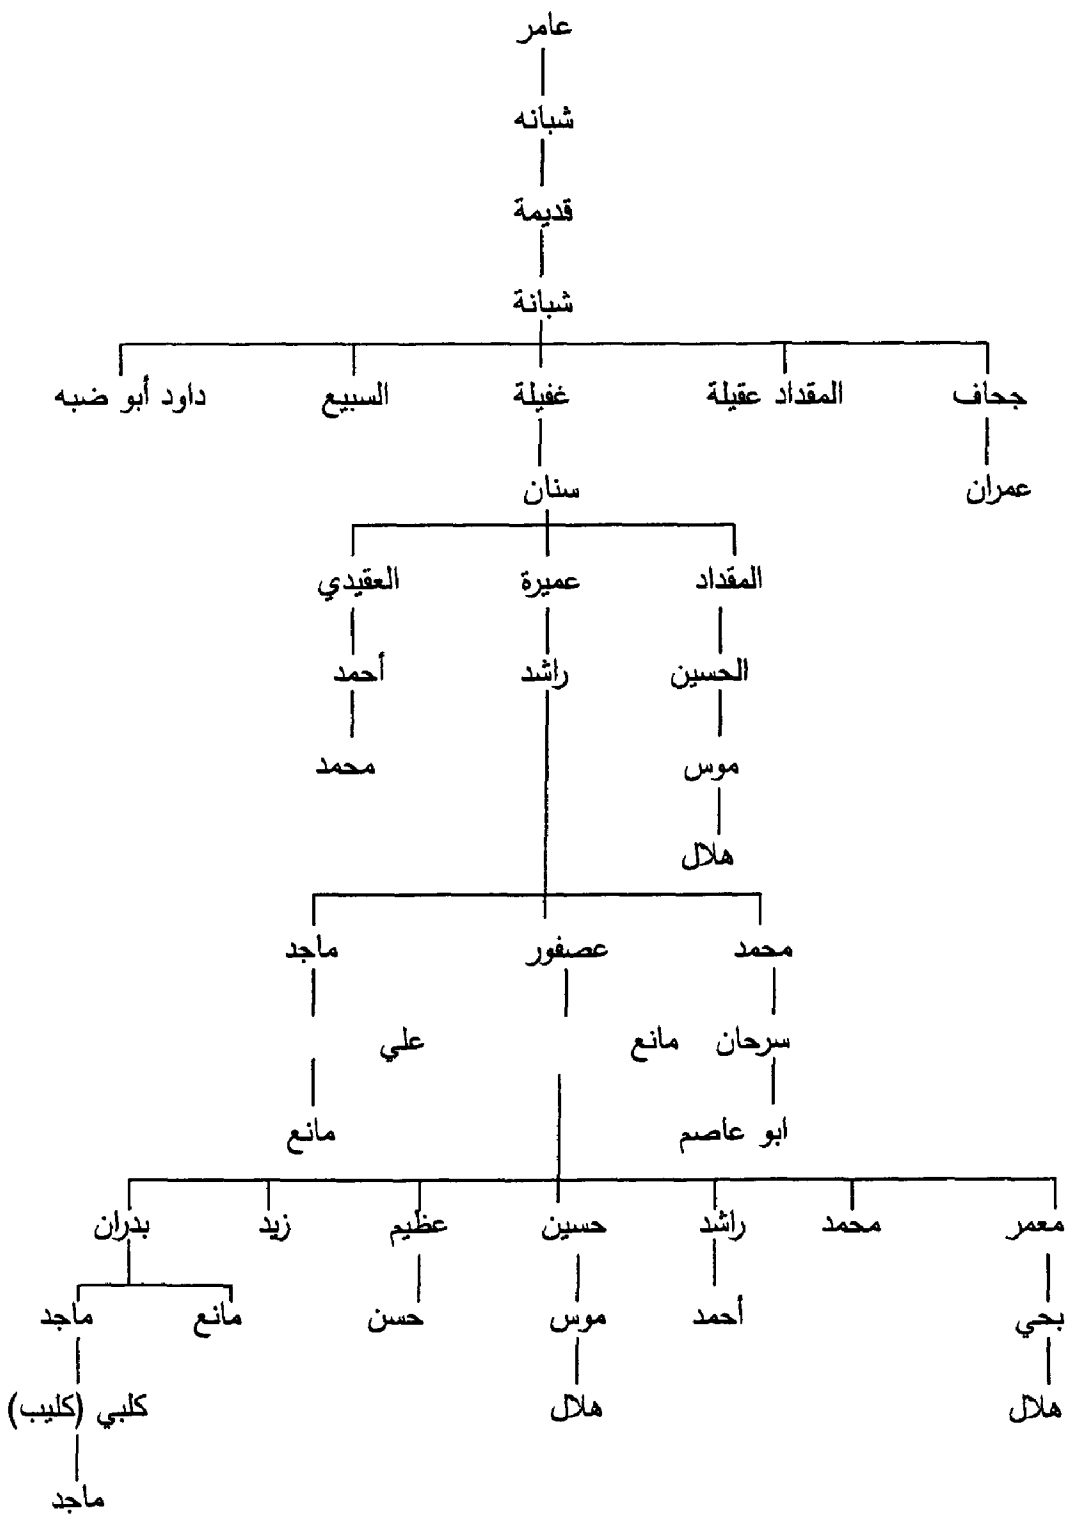 عامر
شبانه
قديمة
شبانة
جحاف المقداد عقيلة غفيلة السبيع داود أبو ضبه
سنان عمران
المقداد عميرة العقيدي
الحسين راشد أحمد
موس محمد
هلال
محمد عصفور ماجد
سرحان مانع علي
ابو عاصم مانع
معمر محمد راشد حسين عظيم زيد بدران
بحي أحمد موس حسن مانع ماجد
هلال هلال كلبي (كليب)
ماجد